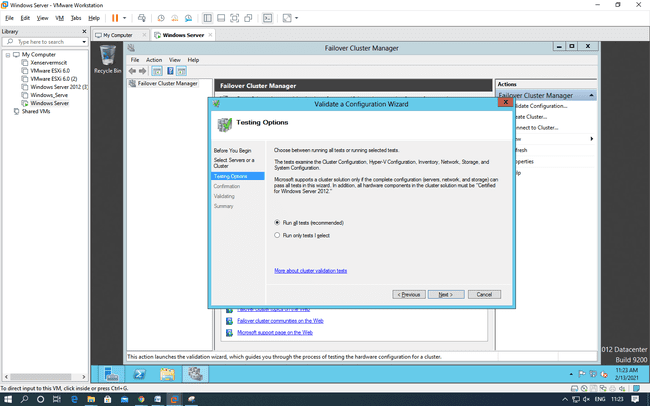 Windows Server - VMware Workstation
File Edit View VM Tabs Help
Library
Type here to search
My Computer
Xenservermscit
VMware ESXi 6.0
VMware ESXi 6.0 (2)
Windows Server 2012 (3)
Windows_Serve
Windows Server
Shared VMs
My Computer
Windows Server
Recycle Bin
Failover Cluster Manager
File Action View Help
Failover Cluster Manager
Failover Cluster Manager
Actions
Failover Cluster Manager
alidate Configuration...
reate Cluster...
onnect to Cluster...
ew
efresh
operties
elp
Validate a Configuration Wizard
Testing Options
Before You Begin
Select Servers or a
Cluster
Testing Options
Confirmation
Validating
Summary
Choose between running all tests or running selected tests.
The tests examine the Cluster Configuration, Hyper-V Configuration, Inventory, Network, Storage, and
System Configuration.
Microsoft supports a cluster solution only if the complete configuration (servers, network, and storage) can
pass all tests in this wizard. In addition, all hardware components in the cluster solution must be "Certified
for Windows Server 2012."
Run all tests (recommended)
Run only tests I select
More about cluster validation tests
< Previous
Next >
Cancel
Failover cluster topics on the Web
Failover cluster communities on the Web
Microsoft support page on the Web
This action launches the validation wizard, which guides you through the process of testing the hardware configuration for a cluster.
012 Datacenter
Build 9200
11:23 AM
2/13/2021
To direct input to this VM, click inside or press Ctrl+G.
ENG 11:23